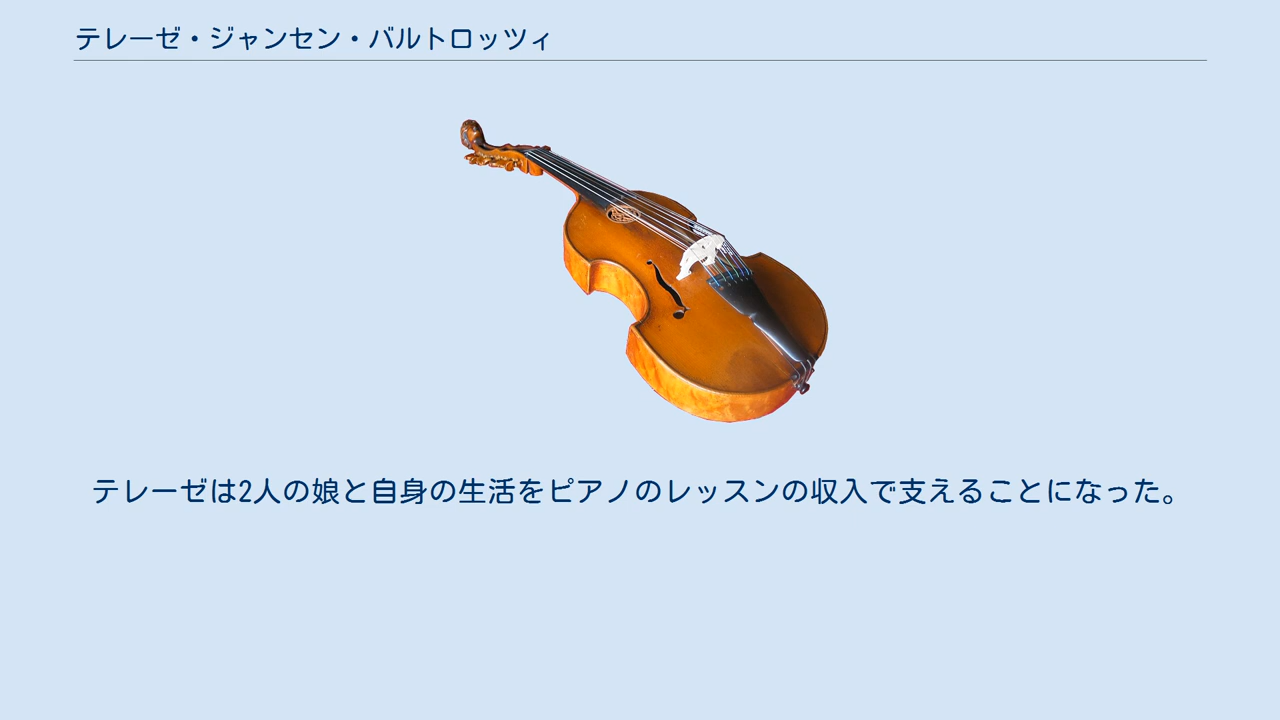 テレーゼ・ジャンセン・バルトロッツィ
テレーゼは2人の娘と自身の生活をピアノのレッスンの収入で支えることになった。